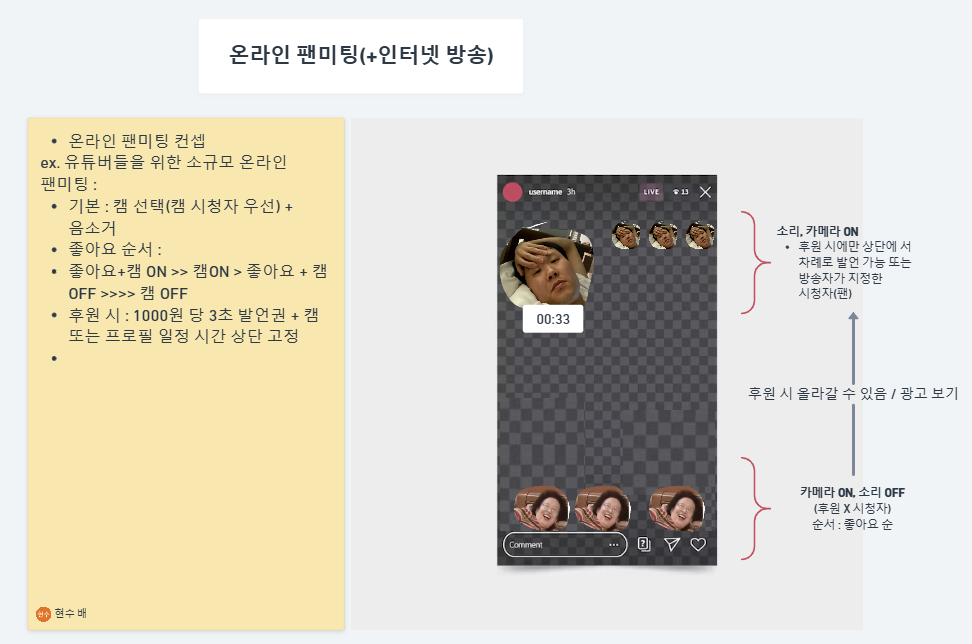 온라인 팬미팅(+인터넷 방송)
• 온라인 팬미팅 컨셉
ex. 유튜버들을 위한 소규모 온라인
팬미팅 :
• 기본 : 캠 선택(캠 시청자 우선) +
음소거
• 좋아요 순서 :
• 좋아요+캠 ON >> 캠ON > 좋아요 + 캠
OFF >>>> 캠 OFF
• 후원 시 : 1000원 당 3초 발언권 + 캠
또는 프로필 일정 시간 상단 고정
•
현수 현수 배
username 3h LIVE 13
00:33
Comment ...
소리, 카메라 ON
• 후원 시에만 상단에 서
차례로 발언 가능 또는
방송자가 지정한
시청자(팬)
후원 시 올라갈 수 있음 / 광고 보기
카메라 ON, 소리 OFF
(후원 X 시청자)
순서 : 좋아요 순